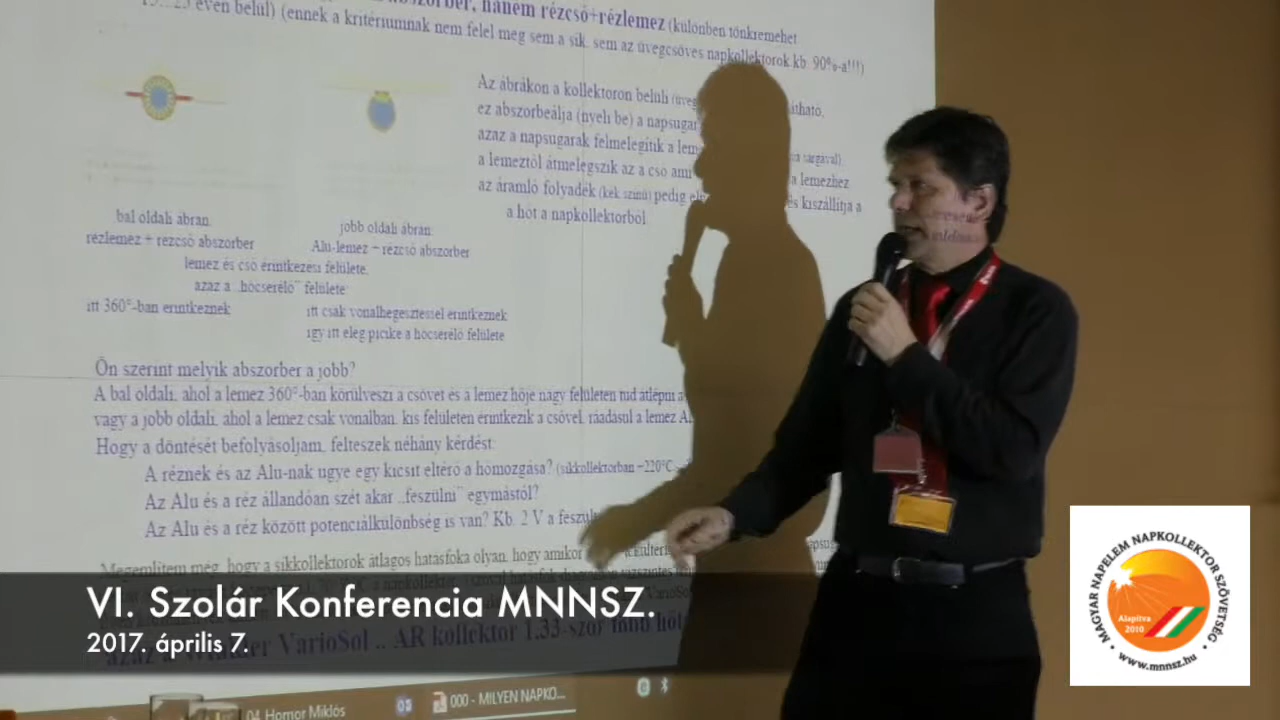 abszorber, hanem rézcső+rézlemez (különben tönkremehet
15...25 éven belül) (ennek a kritériumnak nem felel meg sem a sík, sem az üvegcsöves napkollektorok kb. 90%-a!!!)
Az ábrákon a kollektoron belüli átható,
ez abszorbeálja (nyeli be) a napsugar
azaz a napsugarak felmelegítik a lem sárgával),
a lemeztől átmelegszik az a cső ami a lemezhez
az áramló folyadék (kék színű) pedig és kiszállítja a
a hőt a napkollektorból
bal oldali ábrán
rézlemez + rézcső abszorber
jobb oldali ábrán
Alu-lemez – rézcső abszorber
lemez és cső érintkezési felülete,
azaz a „hőcserélő" felülete:
itt 360°-ban érintkeznek
itt csak vonalhegesztéssel érintkeznek
így itt elég picike a hőcserélő felülete
Ön szerint melyik abszorber a jobb?
A bal oldali, ahol a lemez 360°-ban körülveszi a csövet és a lemez hője nagy felületen tud átlépni a
vagy a jobb oldali, ahol a lemez csak vonalban, kis felületen érintkezik a csővel, ráadásul a lemez
Hogy a döntését befolyásoljam, felteszek néhány kérdést:
A réznek és az Alu-nak ugye egy kicsit eltérő a hőmozgása? (síkkollektorban ~220°C
Az Alu és a réz állandóan szét akar „feszülni" egymástól?
Az Alu és a réz között potenciálkülönbség is van? Kb. 2 V a feszül
Megemlítem még, hogy a síkkollektorok átlagos hatásfoka olyan, hogy amikor
VarioSol .. AR kollektor 1,33-szor több hőt
VI. Szolár Konferencia MNNSZ.
2017. április 7.
04 Homor Miklós
000 - MILYEN NAPKO...
MAGYAR NAPELEM NAPKOLLEKTOR SZÖVETSÉG
Alapítva
2010
www.mnnsz.hu